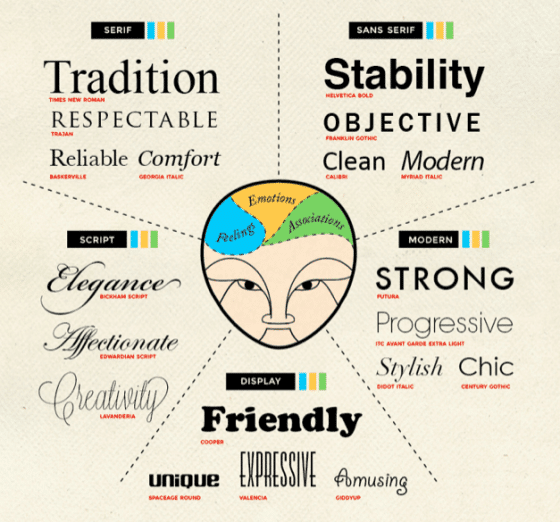 SERIF
Tradition
TIMES NEW ROMAN
RESPECTABLE
TRAJAN
Reliable Comfort
BASKERVILLE GEORGIA ITALIC
SANS SERIF
Stability
HELVETICA BOLD
OBJECTIVE
FRANKLIN GOTHIC
Clean Modern
CALIBRI MYRIAD ITALIC
Feelings
Emotions
Associations
SCRIPT
Elegance
BICKHAM SCRIPT
Affectionate
EDWARDIAN SCRIPT
Creativity
LAVANDERIA
MODERN
STRONG
FUTURA
Progressive
ITC AVANT GARDE EXTRA LIGHT
Stylish Chic
DIDOT ITALIC CENTURY GOTHIC
DISPLAY
Friendly
COOPER
unique EXPRESSIVE Amusing
SPACEAGE ROUND VALENCIA GIDDYUP